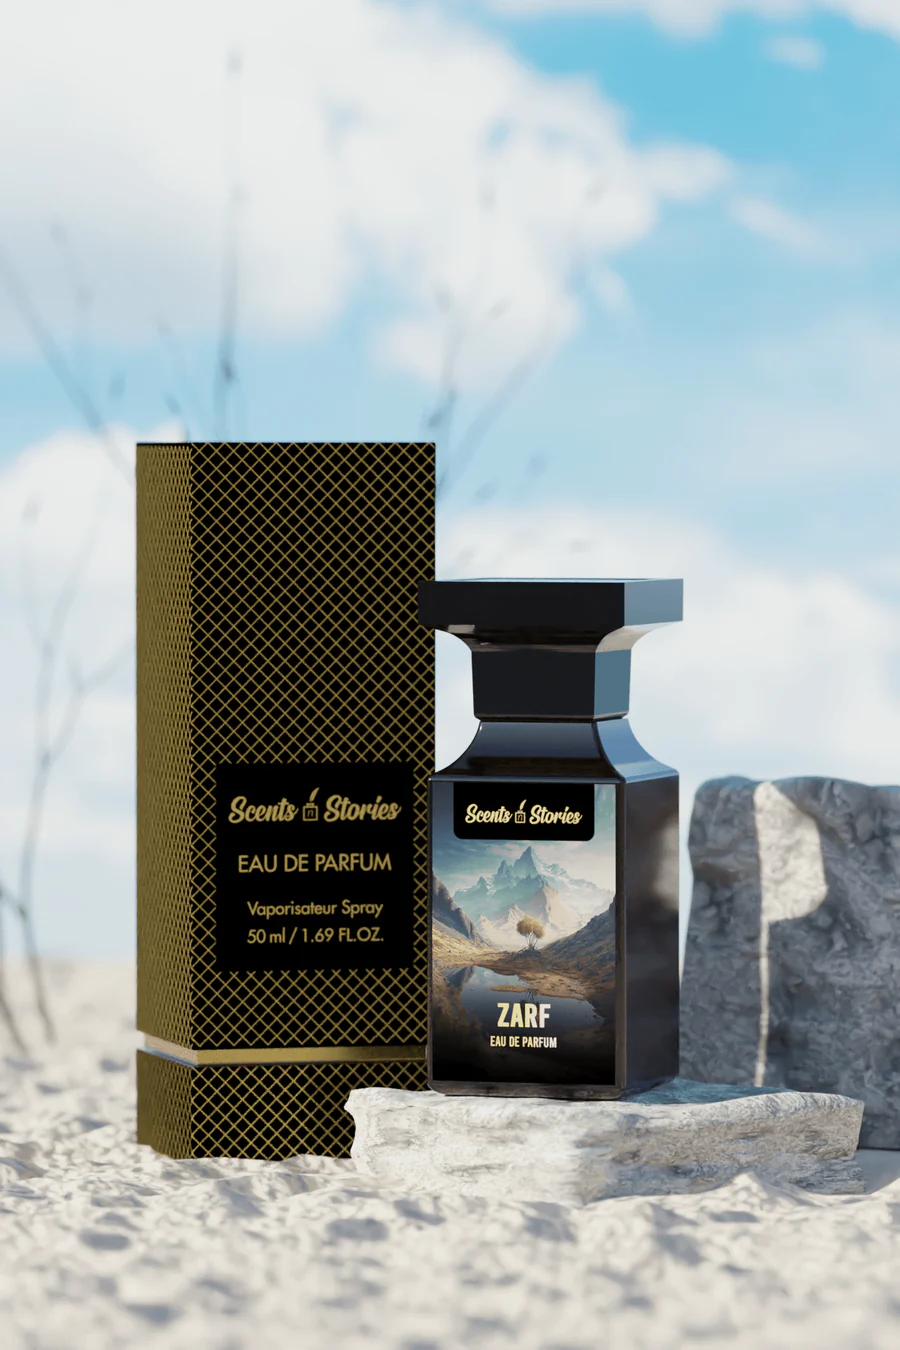 Scents Stories
EAU DE PARFUM
Vaporisateur Spray
50 ml / 1.69 FL.OZ.
Scents Stories
ZARF
EAU DE PARFUM